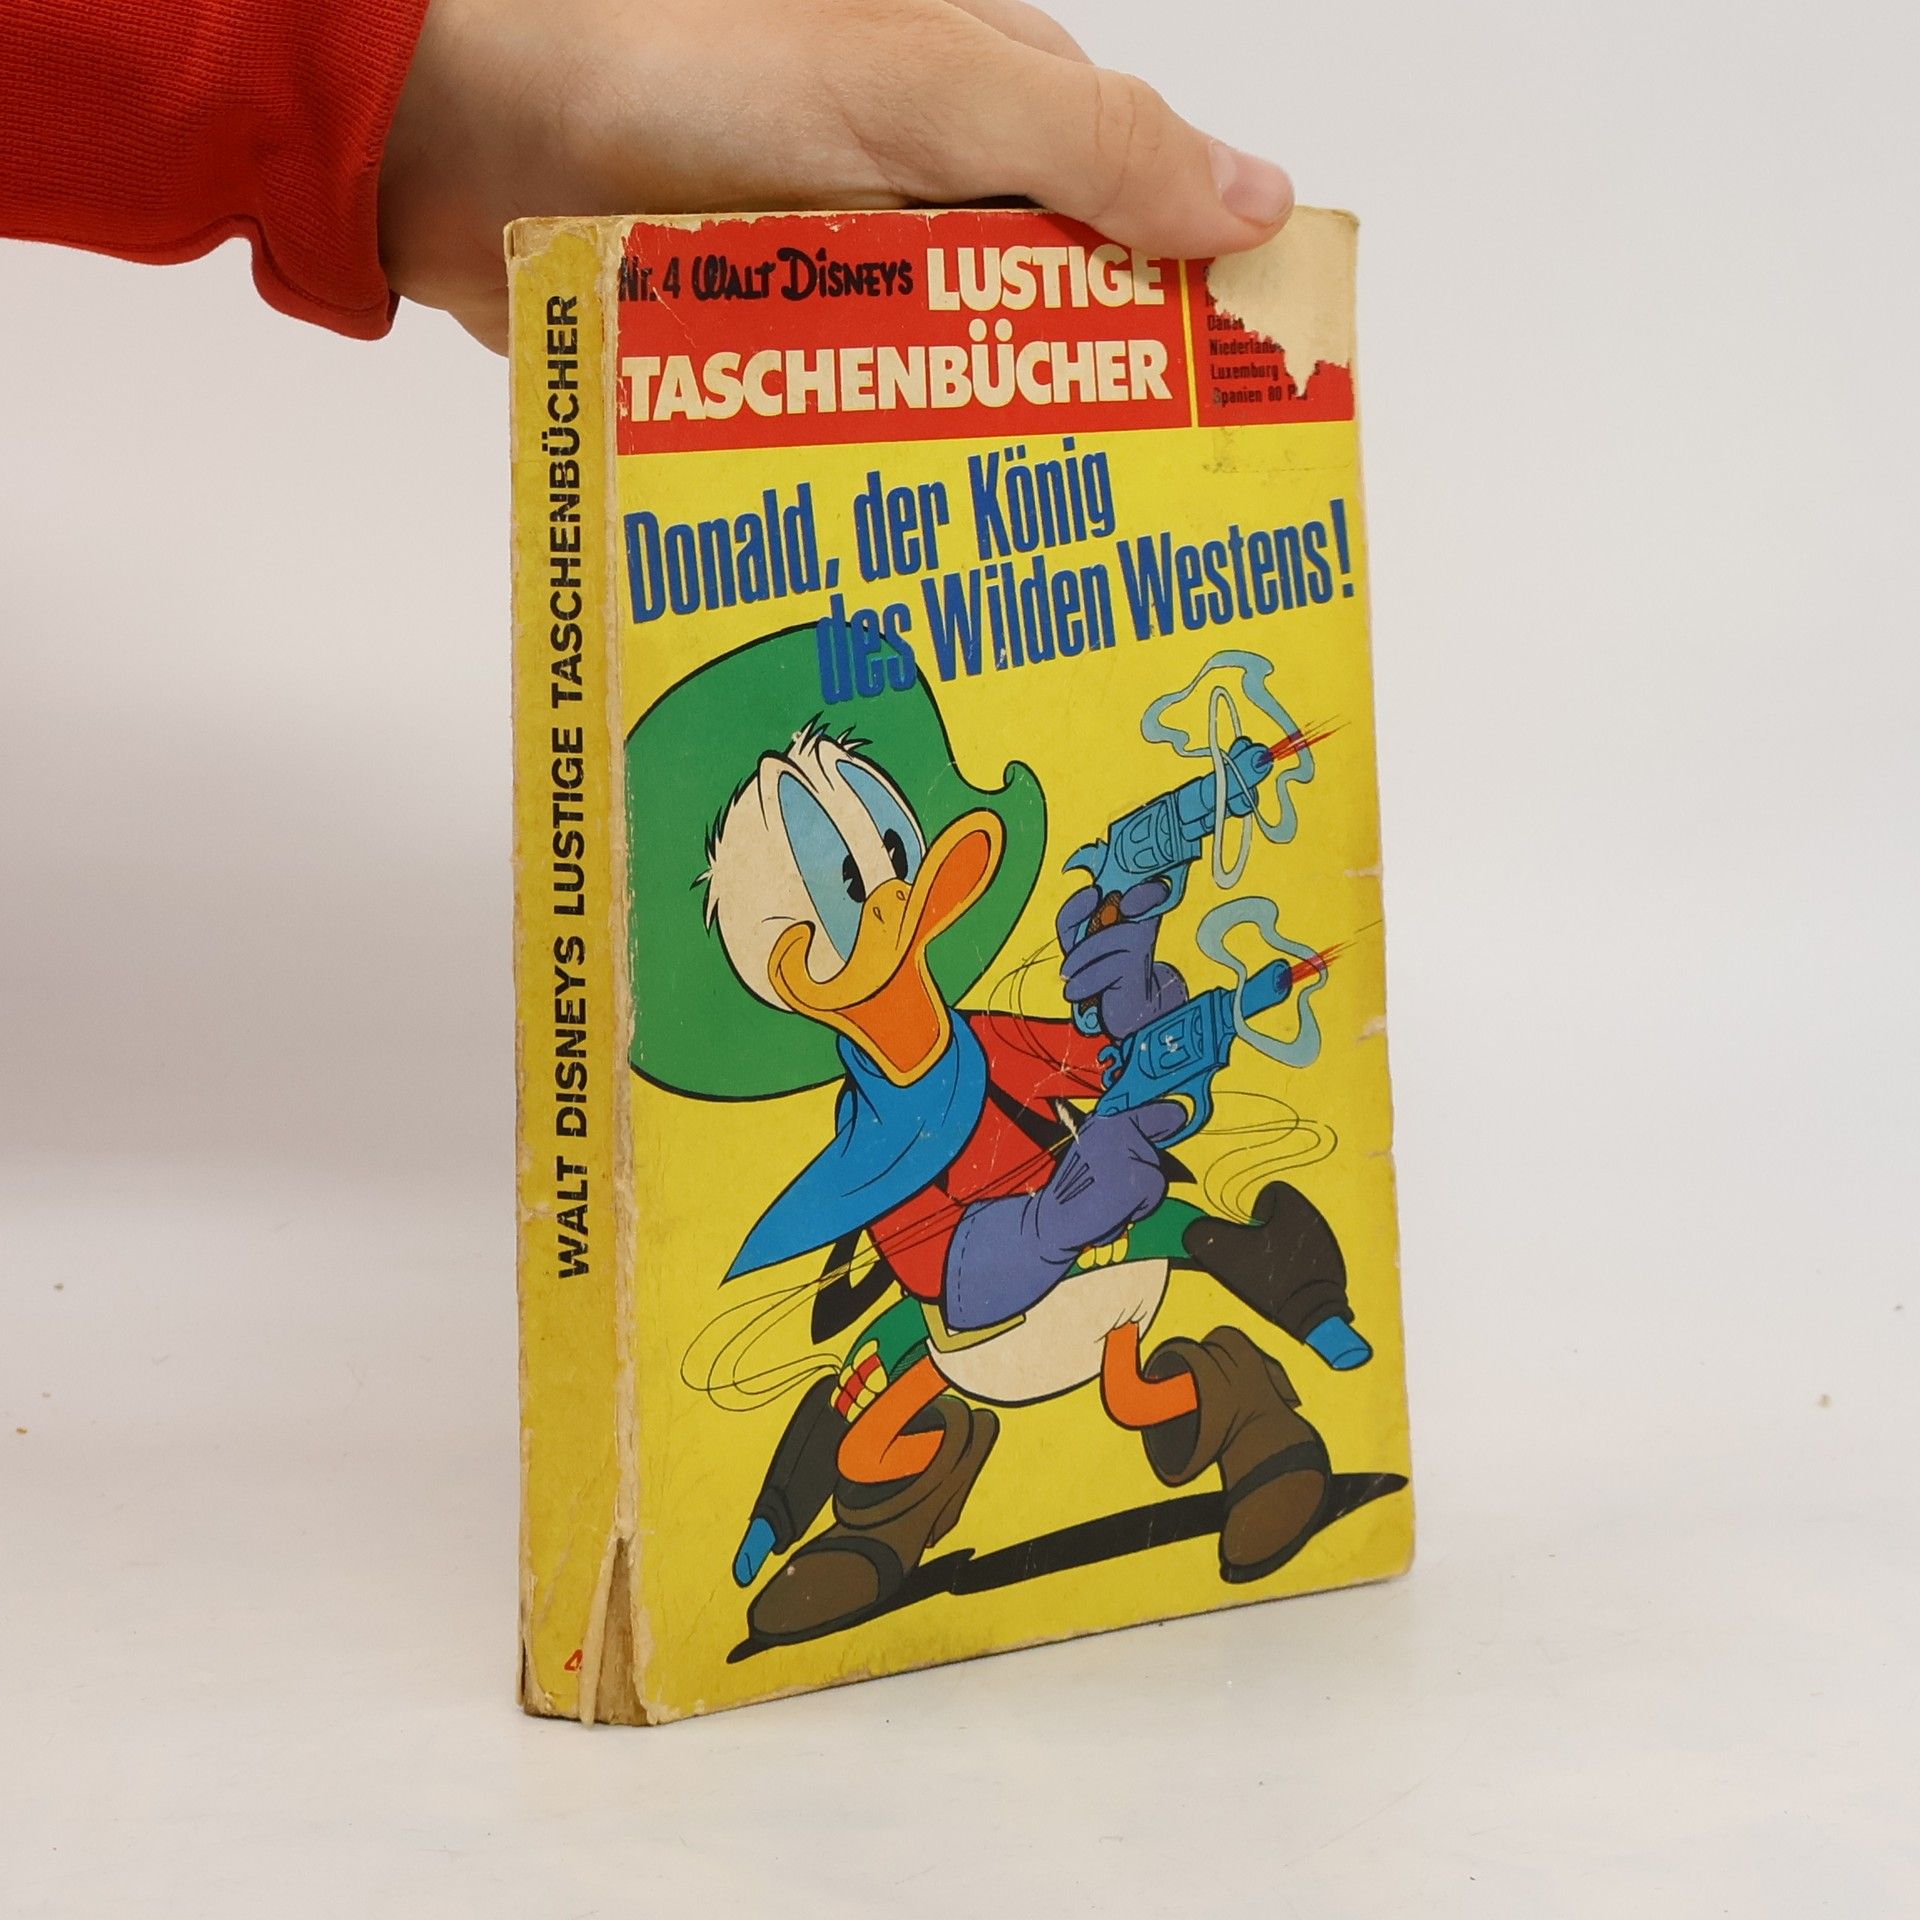 Nr. 4 WALT DISNEYS LUSTIGE
TASCHENBÜCHER
Luxemburg
Spanien 80
Donald, der König
des Wilden Westens!
WALT DISNEYS LUSTIGE TASCHENBÜCHER
4